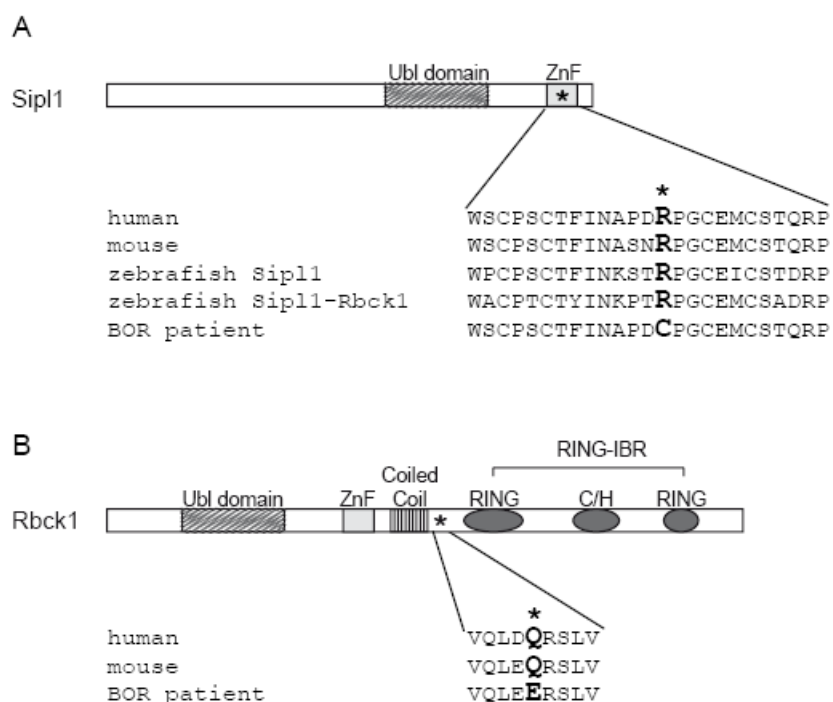 A
Ubl domain ZnF
Sipl1 *
*
human WSCPSCTFINAPDRPGCEMCSTQRP
mouse WSCPSCTFINASNRPGCEMCSTQRP
zebrafish Sipl1 WPCPSCTFINKSTRPGCEICSTDRP
zebrafish Sipl1-Rbck1 WACPTCTYINKPTRPGCEMCSADRP
BOR patient WSCPSCTFINAPDCPGCEMCSTQRP
B
RING-IBR
Coiled
Ubl domain ZnF Coil RING C/H RING
Rbck1 *
*
human VQLDQRSLV
mouse VQLEQRSLV
BOR patient VQLEERSLV